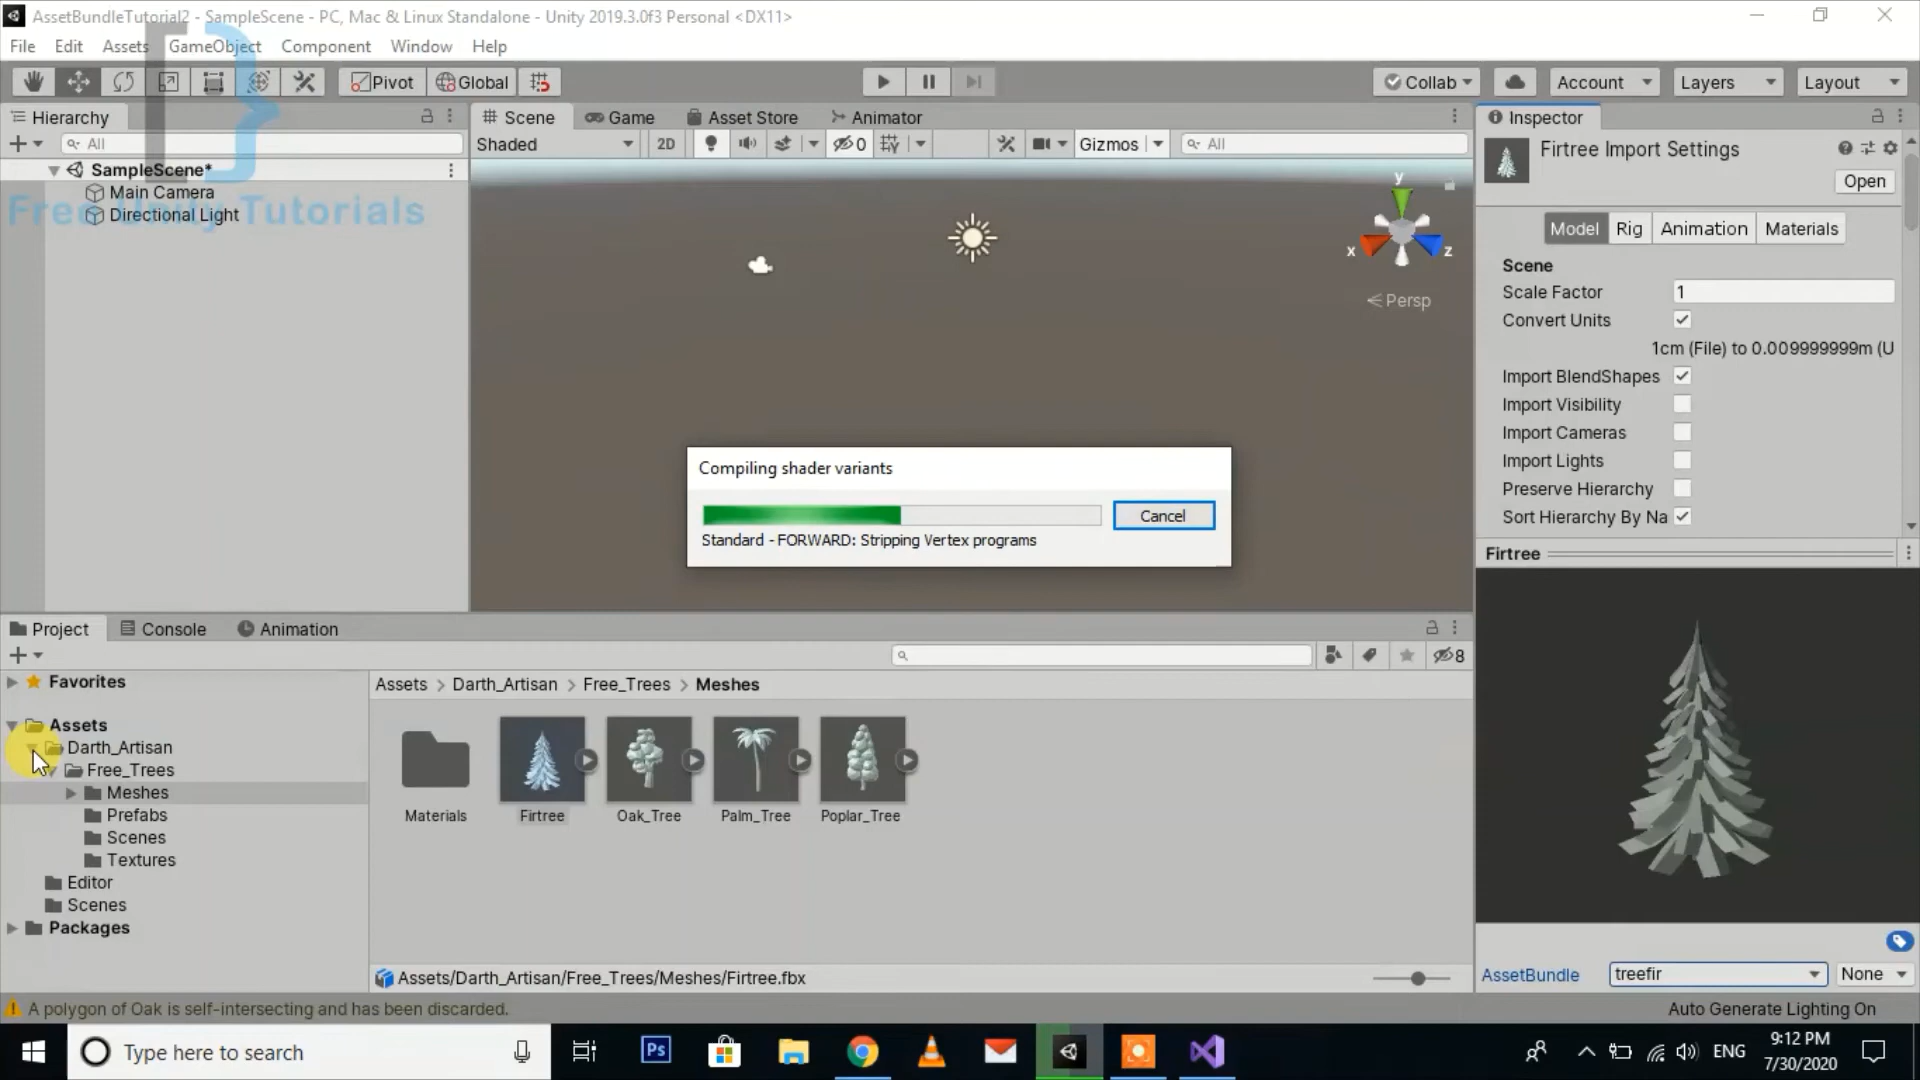 AssetBundleTutorial2 - SampleScene - PC, Mac & Linux Standalone - Unity 2019.3.0f3 Personal <DX11>
File Edit Assets GameObject Component Window Help
Pivot Global Collab Account Layers Layout
Hierarchy Scene Game Asset Store Animator Inspector
All Shaded 2D 0 Gizmos All
Firtree Import Settings
Open
SampleScene*
Main Camera
Directional Light
Free Unity Tutorials
y
x z
Persp
Model Rig Animation Materials
Scene
Scale Factor 1
Convert Units
1cm (File) to 0.009999999m (U
Import BlendShapes
Import Visibility
Import Cameras
Import Lights
Preserve Hierarchy
Sort Hierarchy By Na
Compiling shader variants
Cancel
Standard - FORWARD: Stripping Vertex programs
Firtree
Project Console Animation
8
Favorites
Assets
Darth_Artisan
Free_Trees
Meshes
Prefabs
Scenes
Textures
Editor
Scenes
Packages
Assets > Darth_Artisan > Free_Trees > Meshes
Materials Firtree Oak_Tree Palm_Tree Poplar_Tree
Assets/Darth_Artisan/Free_Trees/Meshes/Firtree.fbx
AssetBundle treefir None
A polygon of Oak is self-intersecting and has been discarded.
Auto Generate Lighting On
Type here to search
Ps
ENG
9:12 PM
7/30/2020